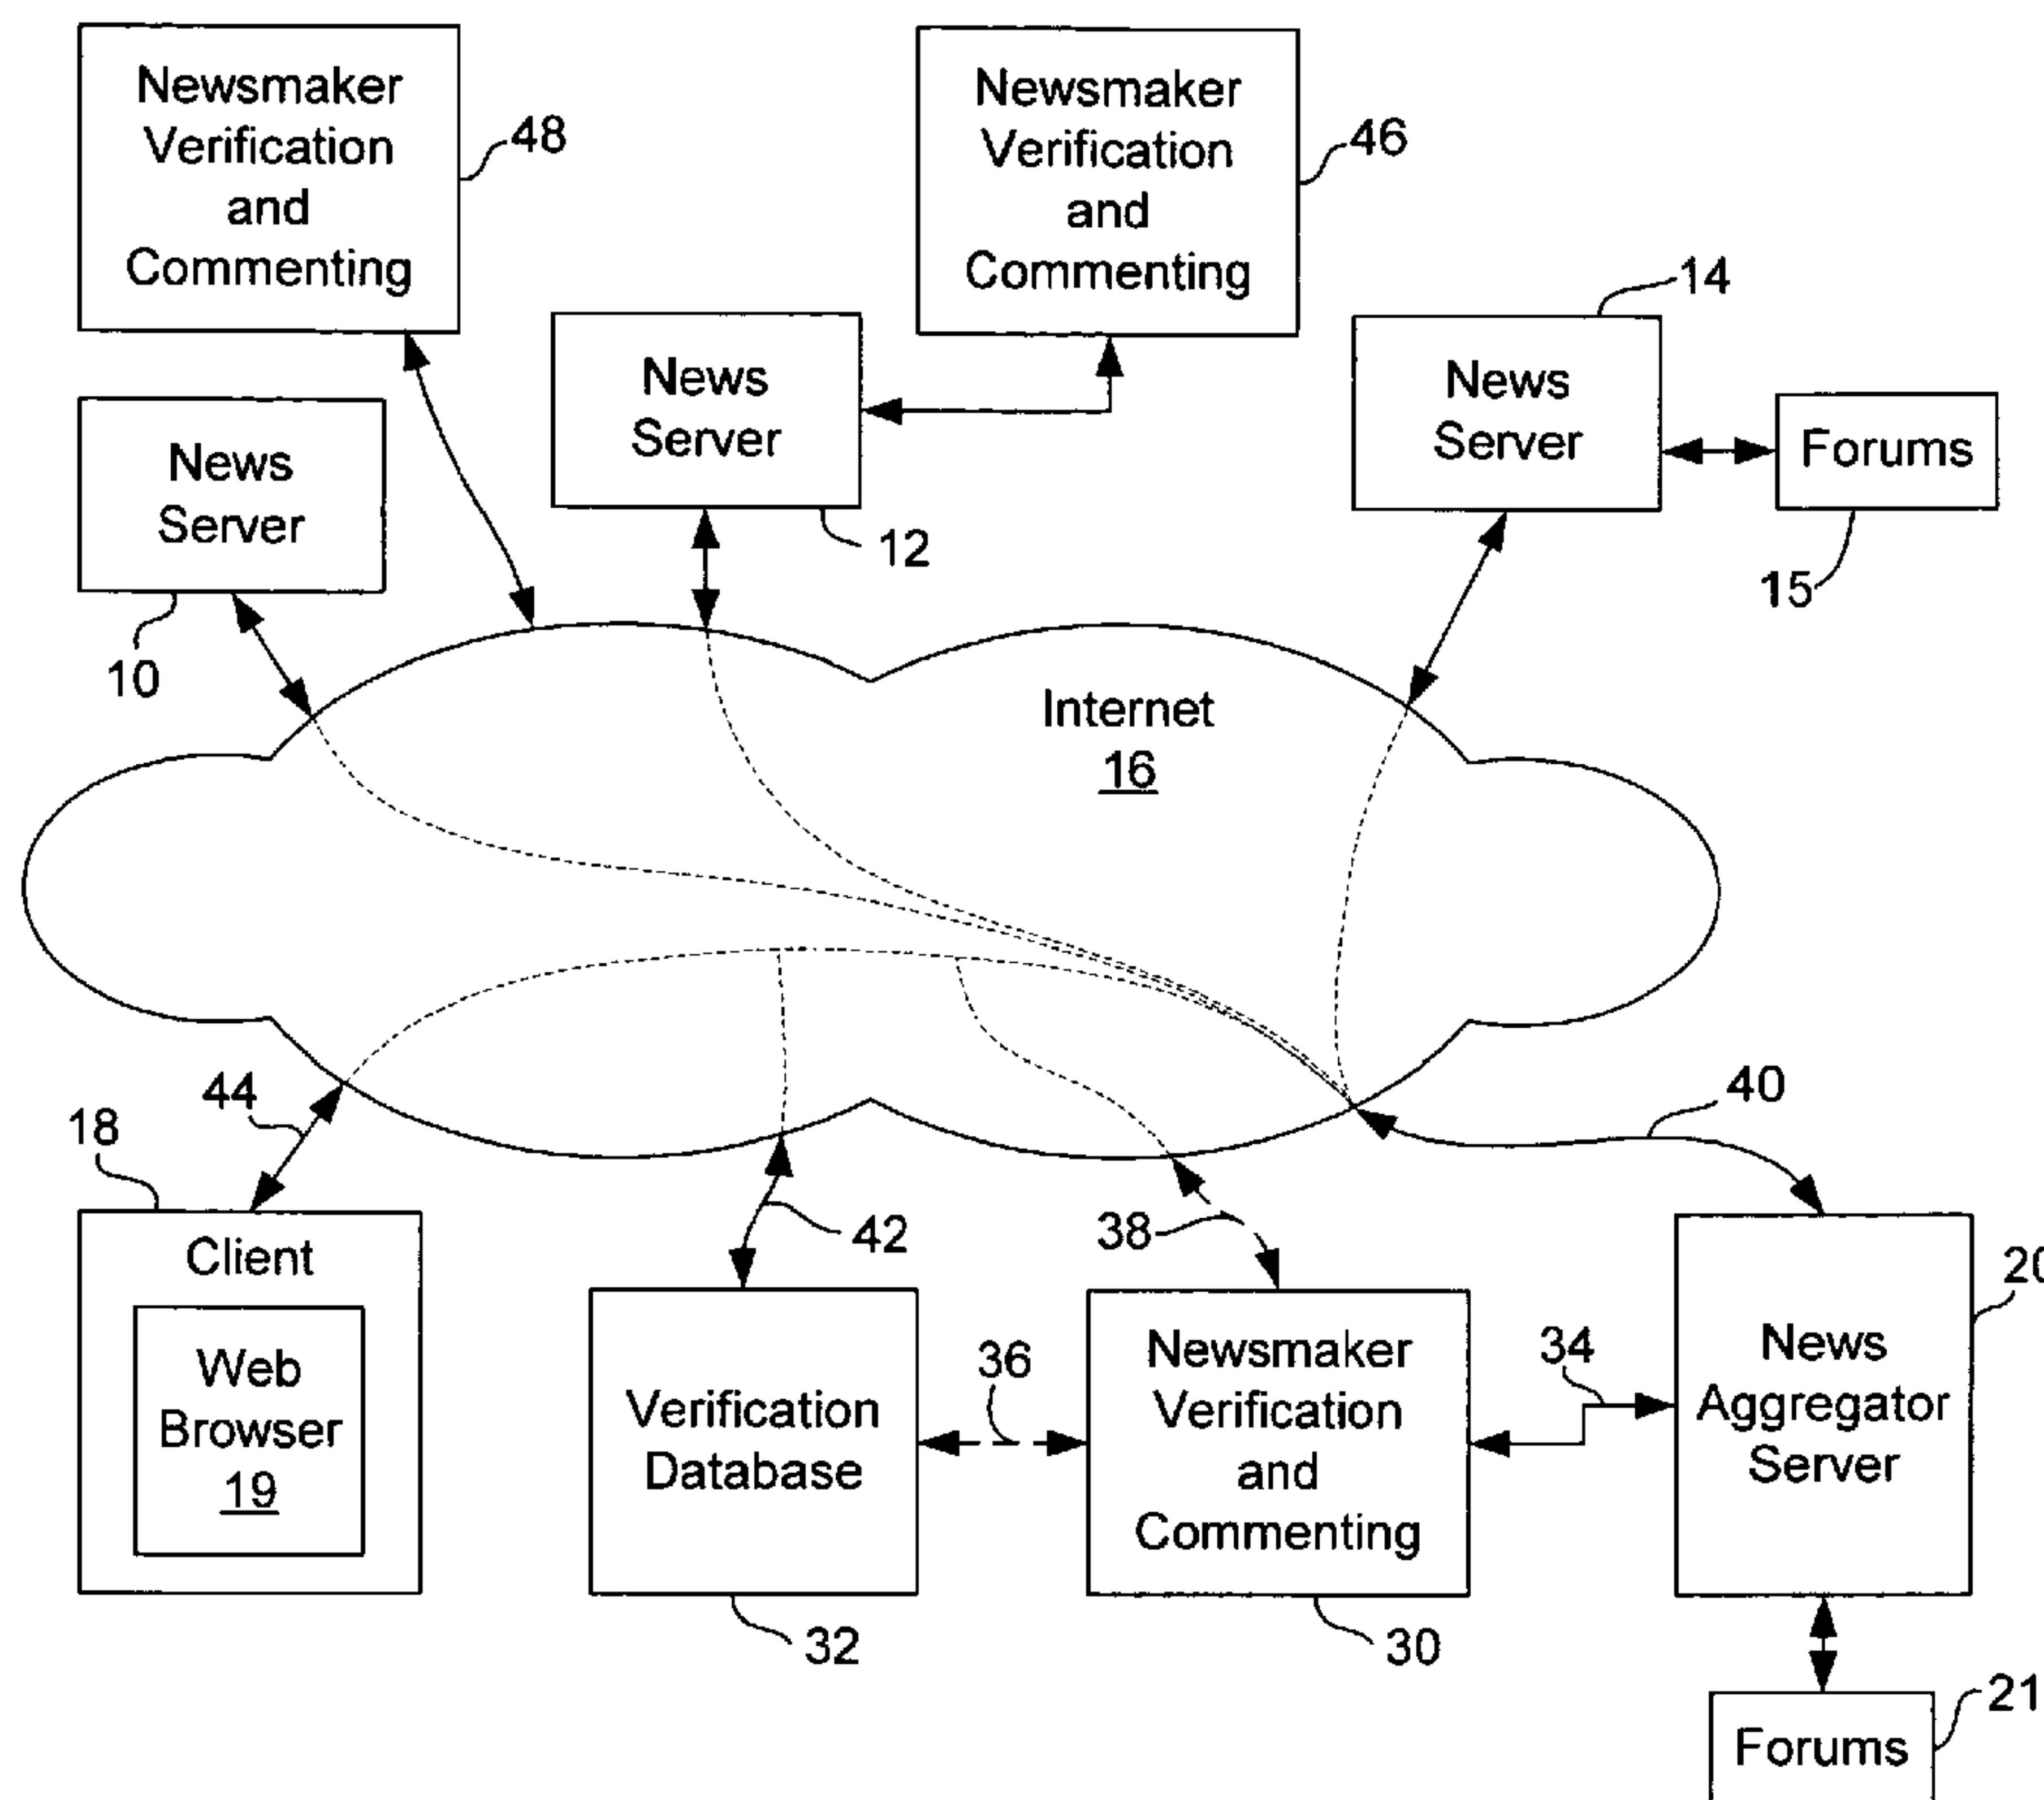 Newsmaker
Verification
and
Commenting
48
Newsmaker
Verification
and
Commenting
46
14
News
Server
12
News
Server
Forums
15
News
Server
10
Internet
16
44
18
Client
Web
Browser
19
42
Verification
Database
32
36
38
Newsmaker
Verification
and
Commenting
30
34
40
20
News
Aggregator
Server
21
Forums